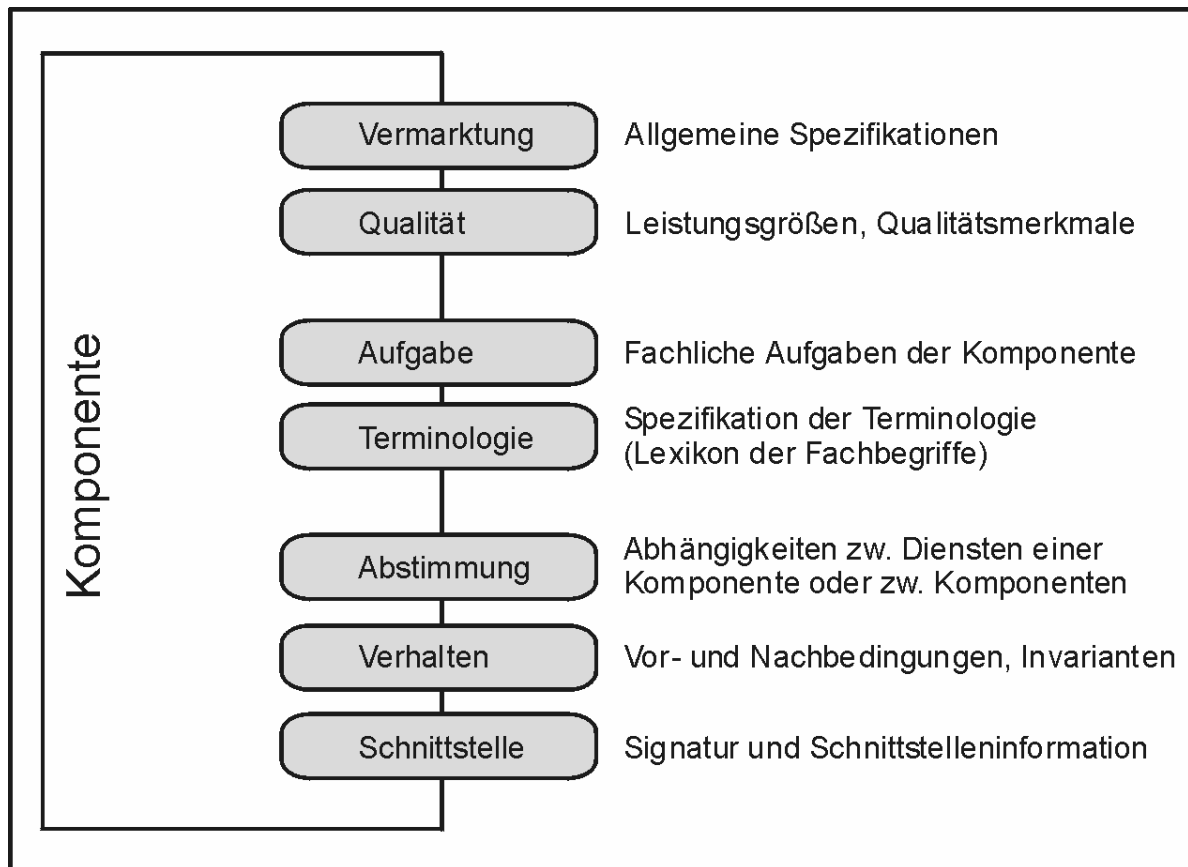 Komponente
Vermarktung
Allgemeine Spezifikationen
Qualität
Leistungsgrößen, Qualitätsmerkmale
Aufgabe
Fachliche Aufgaben der Komponente
Terminologie
Spezifikation der Terminologie
(Lexikon der Fachbegriffe)
Abstimmung
Abhängigkeiten zw. Diensten einer
Komponente oder zw. Komponenten
Verhalten
Vor- und Nachbedingungen, Invarianten
Schnittstelle
Signatur und Schnittstelleninformation